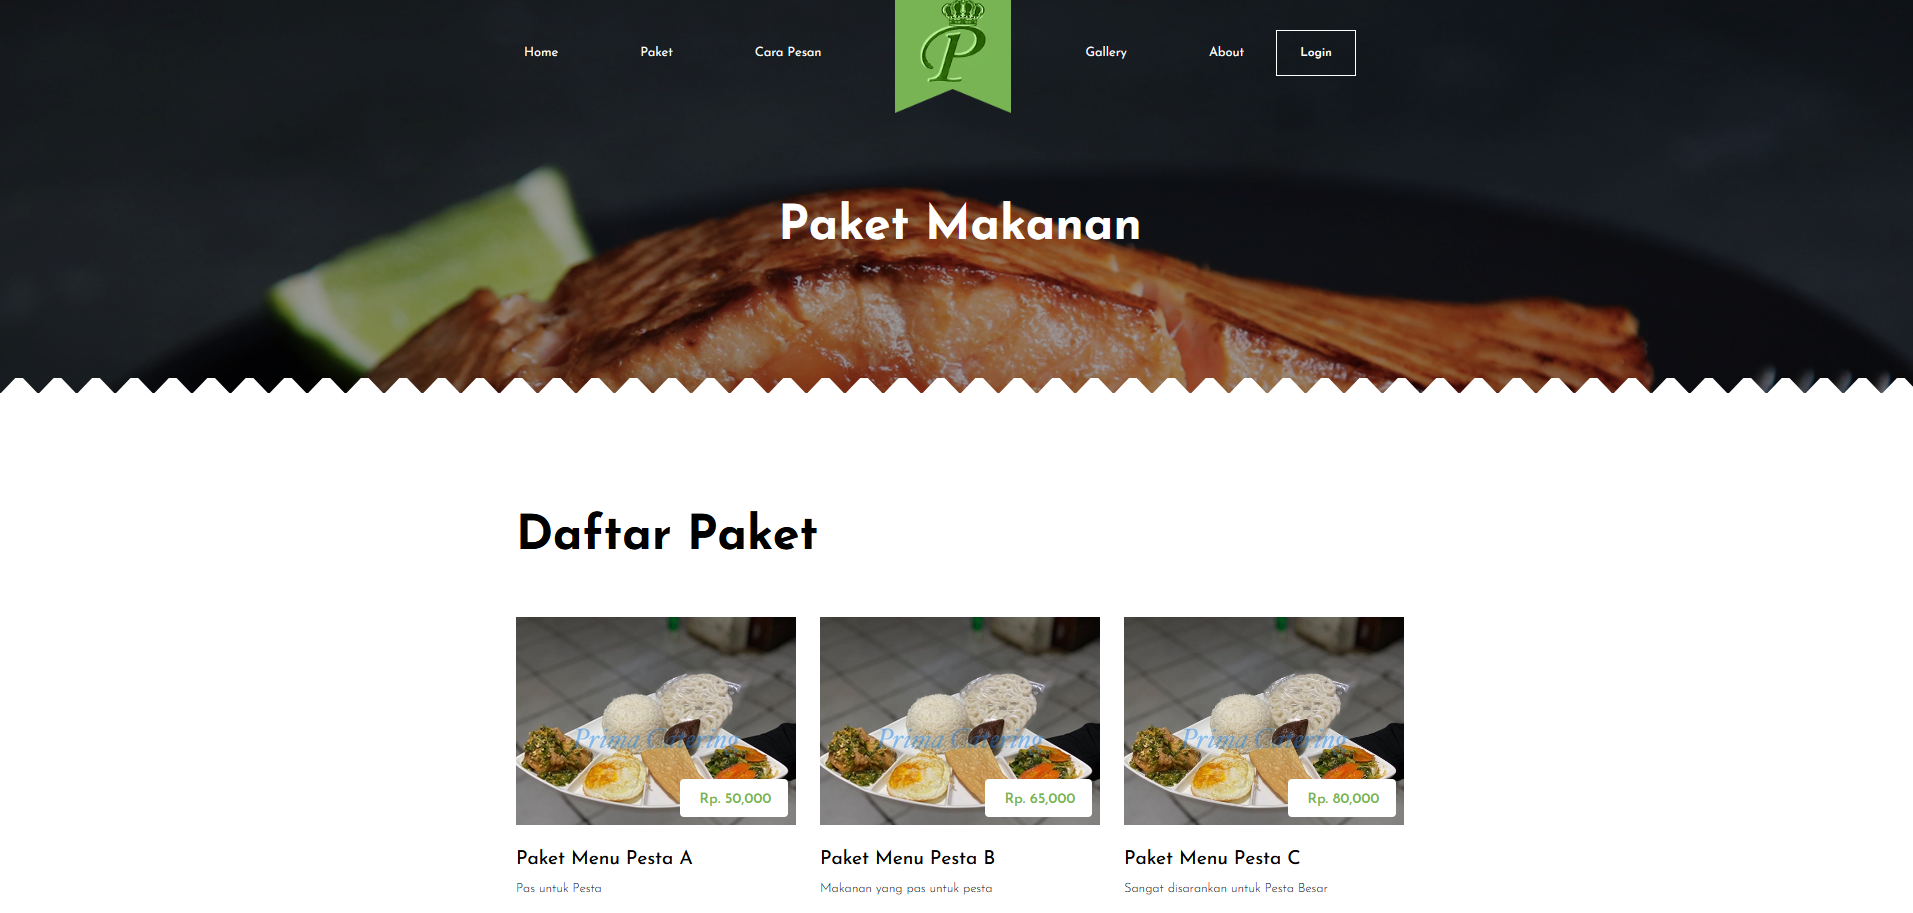 Home Paket Cara Pesan P Gallery About Login
Paket Makanan
Daftar Paket
Prima Catering Prima Catering Prima Catering
Rp. 50,000 Rp. 65,000 Rp. 80,000
Paket Menu Pesta A Paket Menu Pesta B Paket Menu Pesta C
Pas untuk Pesta Makanan yang pas untuk pesta Sangat disarankan untuk Pesta Besar